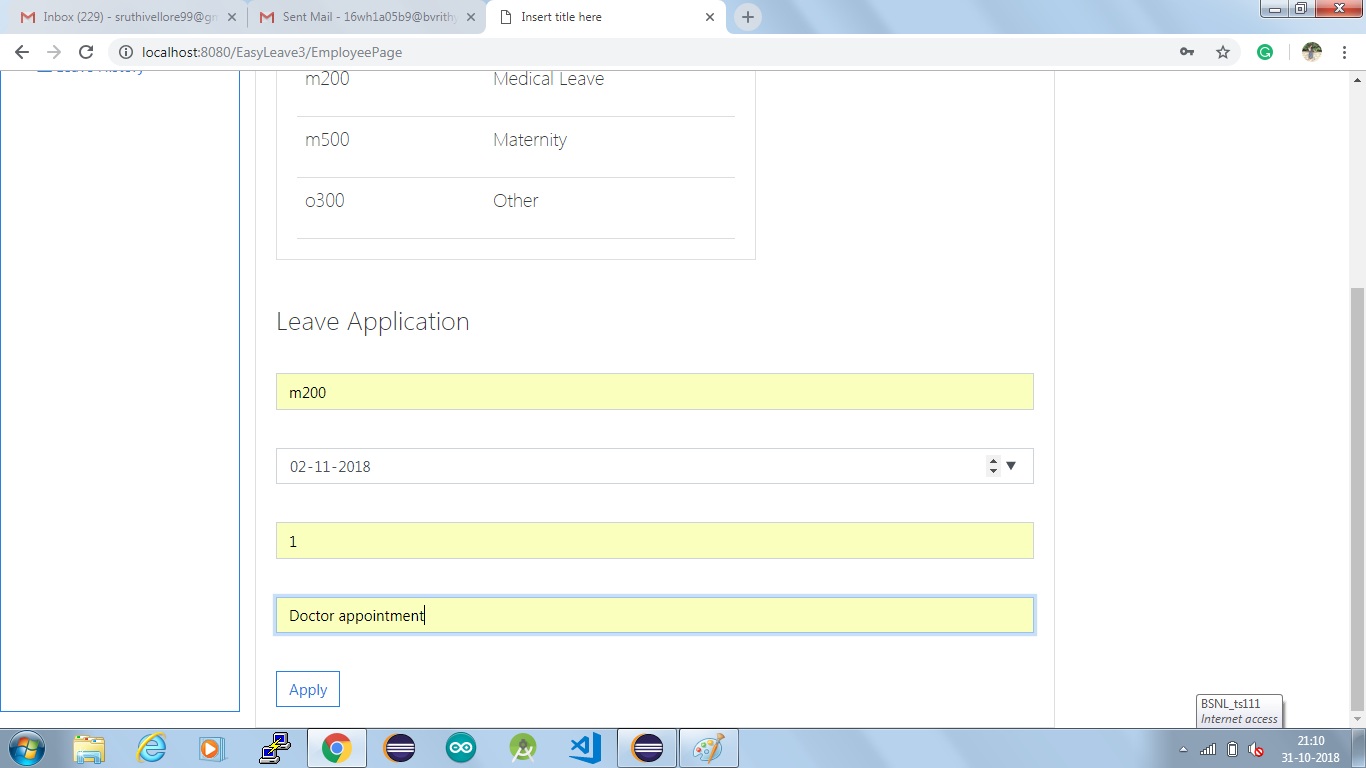 Inbox (229) - sruthivellore99@gm
Sent Mail - 16wh1a05b9@bvrithy
Insert title here
localhost:8080/EasyLeave3/EmployeePage
Leave History
m200 Medical Leave
m500 Maternity
o300 Other
Leave Application
m200
02-11-2018
1
Doctor appointment
Apply
BSNL_ts111
Internet access
21:10
31-10-2018